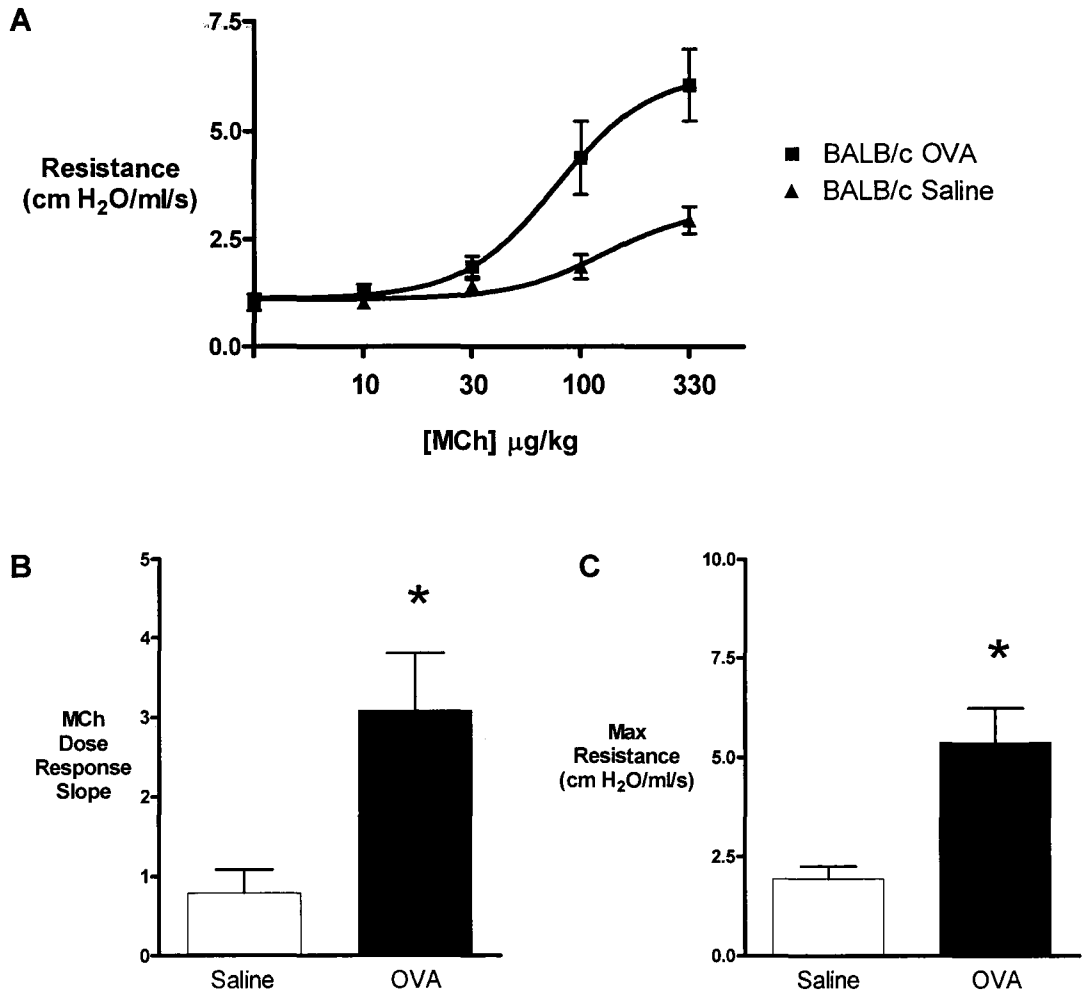 A
7.5
5.0
2.5
0.0
Resistance
(cm H₂O/ml/s)
10 30 100 330
[MCh] μg/kg
BALB/c OVA
BALB/c Saline
B
5
4
3
2
1
0
MCh
Dose
Response
Slope
*
Saline OVA
C
10.0
7.5
5.0
2.5
0.0
Max
Resistance
(cm H₂O/ml/s)
*
Saline OVA